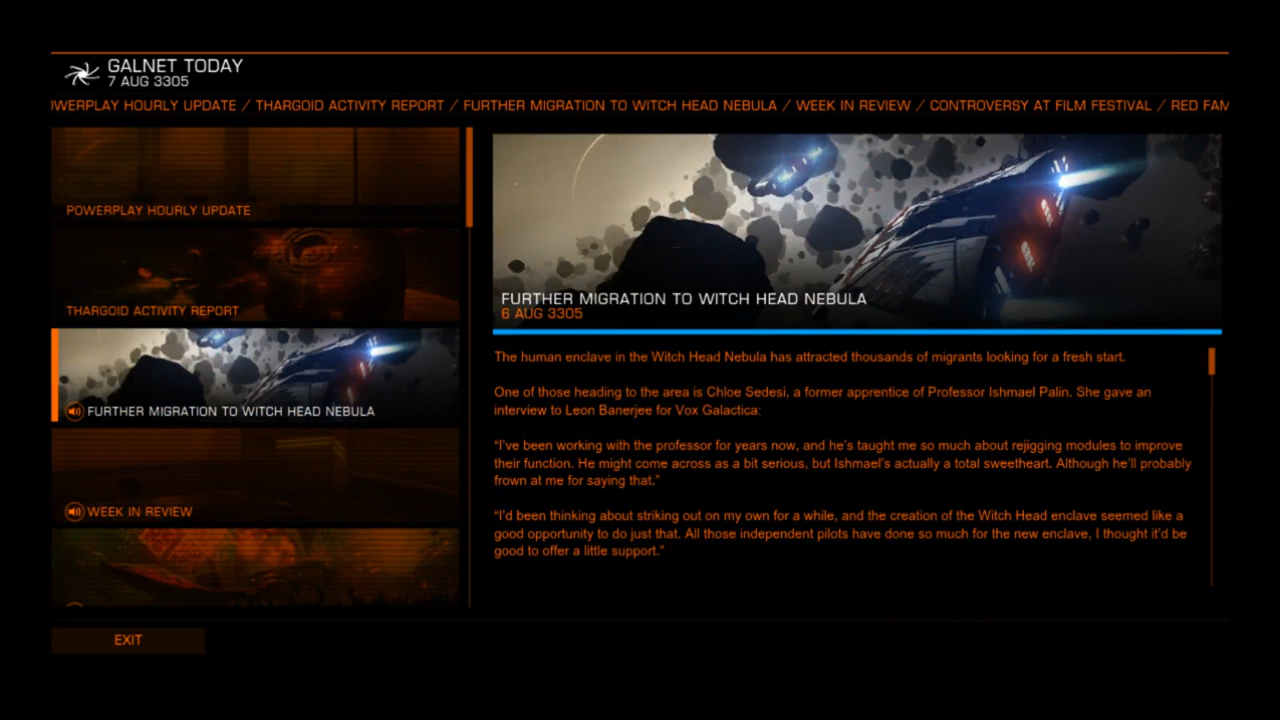 GALNET TODAY
7 AUG 3305
OWERPLAY HOURLY UPDATE / THARGOID ACTIVITY REPORT / FURTHER MIGRATION TO WITCH HEAD NEBULA / WEEK IN REVIEW / CONTROVERSY AT FILM FESTIVAL / RED FAM
POWERPLAY HOURLY UPDATE
THARGOID ACTIVITY REPORT
FURTHER MIGRATION TO WITCH HEAD NEBULA
WEEK IN REVIEW
FURTHER MIGRATION TO WITCH HEAD NEBULA
6 AUG 3305
The human enclave in the Witch Head Nebula has attracted thousands of migrants looking for a fresh start.
One of those heading to the area is Chloe Sedesi, a former apprentice of Professor Ishmael Palin. She gave an
interview to Leon Banerjee for Vox Galactica:
“I've been working with the professor for years now, and he's taught me so much about rejigging modules to improve
their function. He might come across as a bit serious, but Ishmael's actually a total sweetheart. Although he'll probably
frown at me for saying that.”
“I'd been thinking about striking out on my own for a while, and the creation of the Witch Head enclave seemed like a
good opportunity to do just that. All those independent pilots have done so much for the new enclave, I thought it'd be
good to offer a little support.”
EXIT